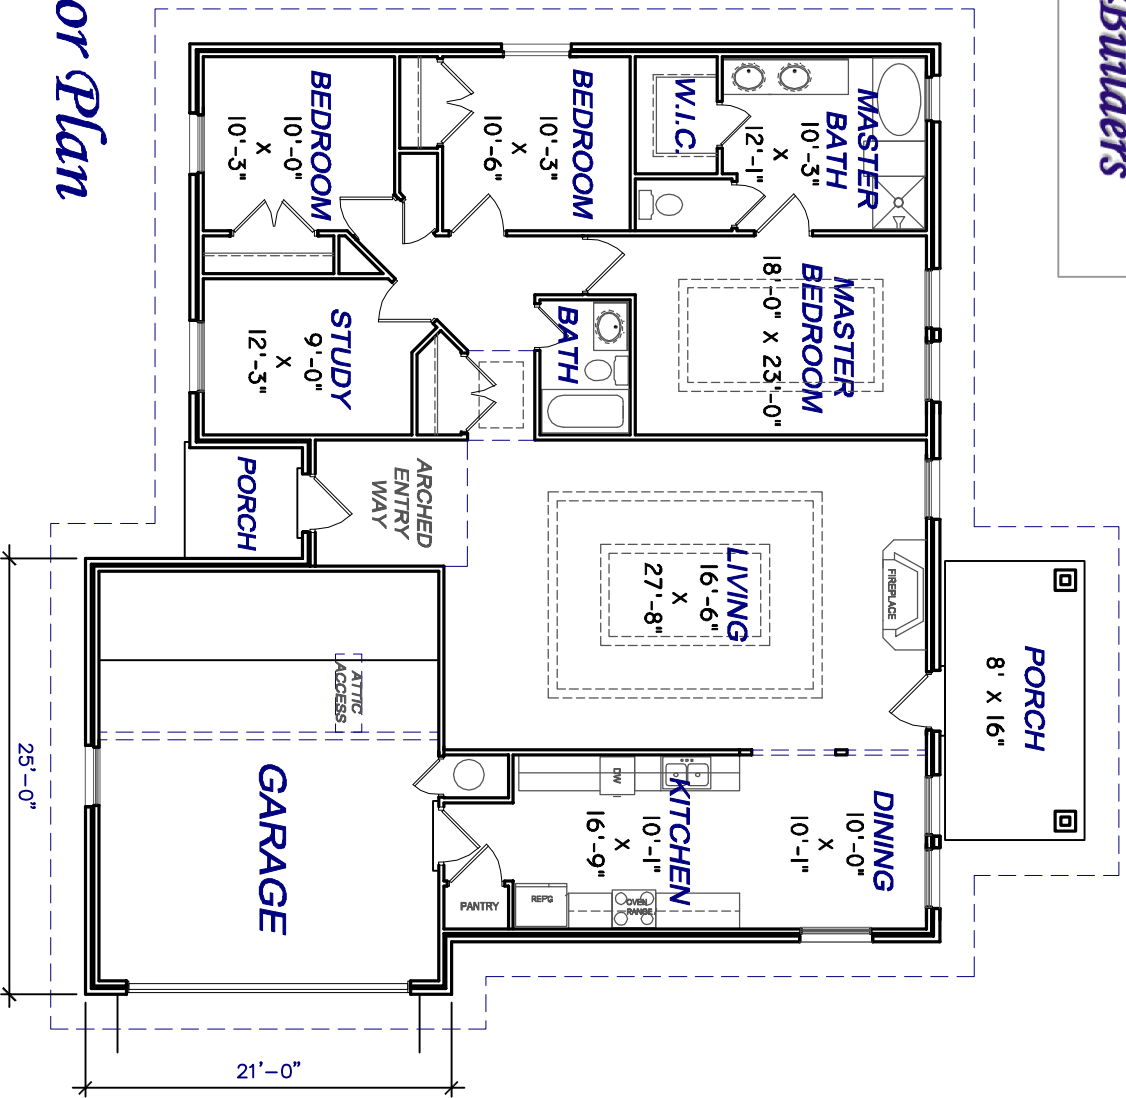 Builders
or Plan
MASTER
BATH
10'-3"
X
12'-1"
W.I.C.
BEDROOM
10'-3"
X
10'-6"
BEDROOM
10'-0"
X
10'-3"
MASTER
BEDROOM
18'-0" X 23'-0"
BATH
STUDY
9'-0"
X
12'-3"
ARCHED
ENTRY
WAY
PORCH
FIREPLACE
LIVING
16'-6"
X
27'-8"
PORCH
8' X 16"
ATTIC
ACCESS
GARAGE
DINING
10'-0"
X
10'-1"
KITCHEN
10'-1"
X
16'-9"
DW
OVEN
RANGE
REFG
PANTRY
25'-0"
21'-0"